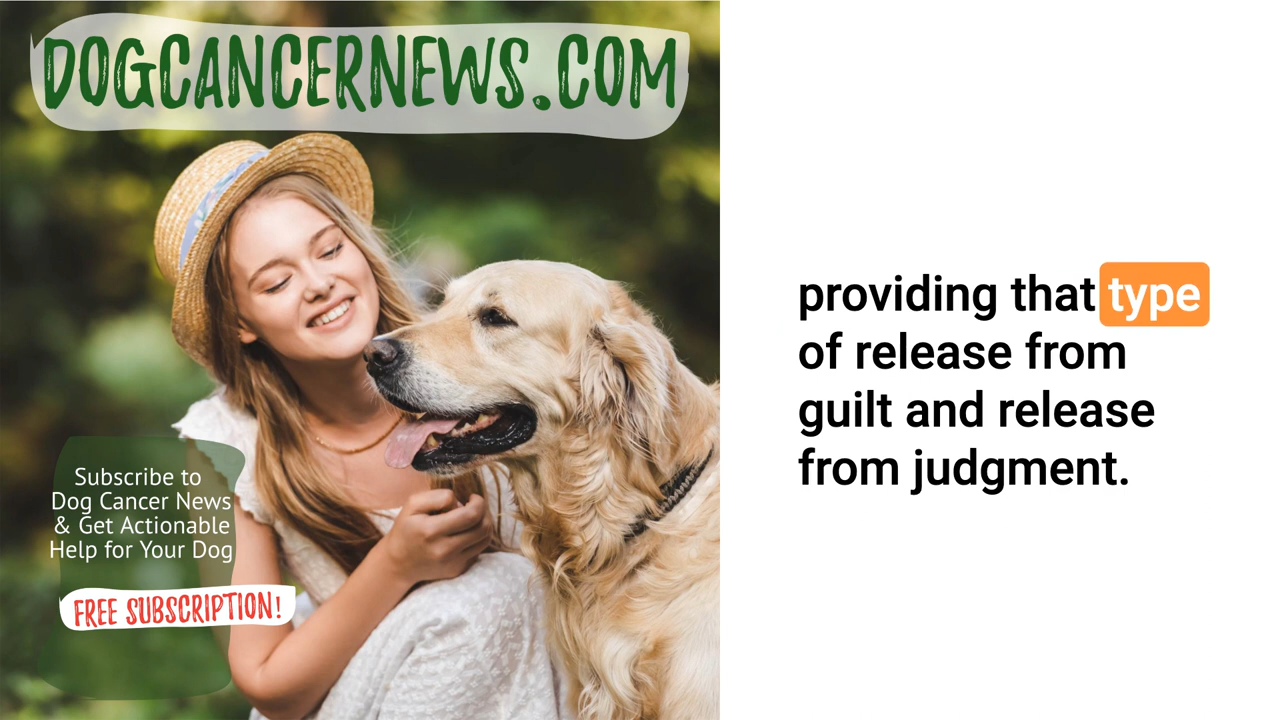 DOGCANCERNEWS.COM
Subscribe to
Dog Cancer News
& Get Actionable
Help for Your Dog
FREE SUBSCRIPTION!
providing that type
of release from
guilt and release
from judgment.